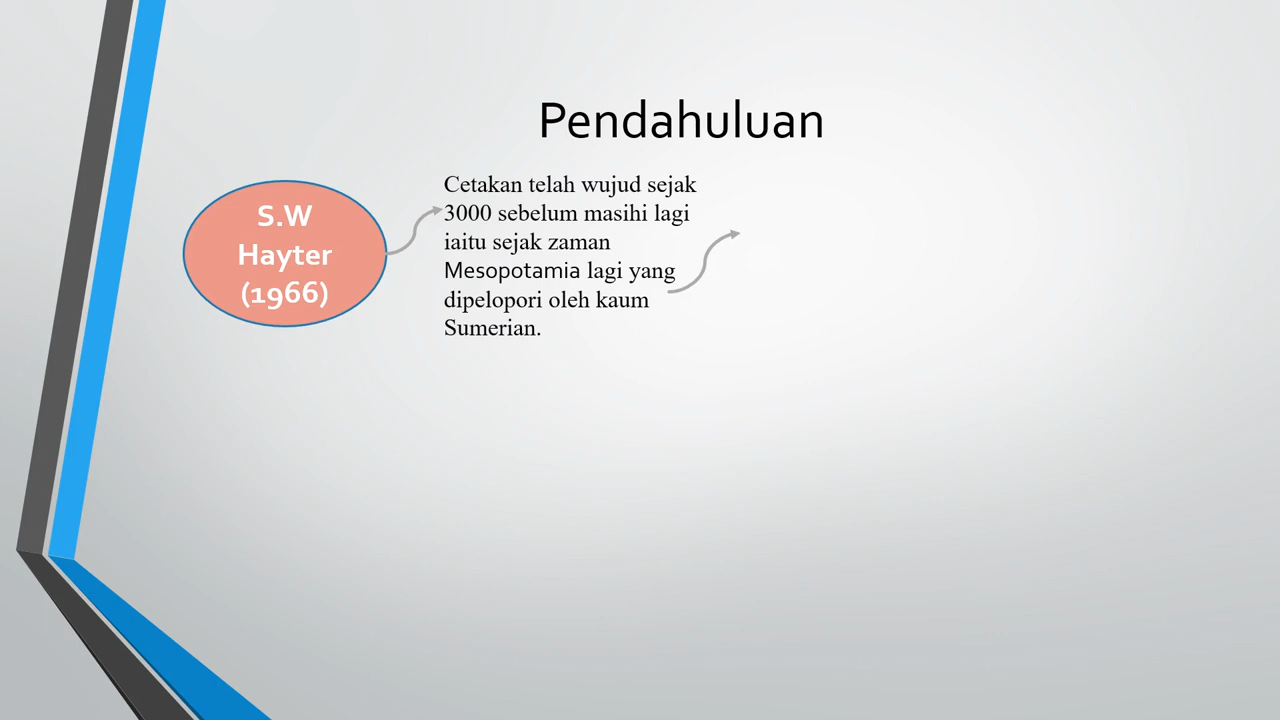 Pendahuluan
S.W
Hayter
(1966)
Cetakan telah wujud sejak
3000 sebelum masihi lagi
iaitu sejak zaman
Mesopotamia lagi yang
dipelopori oleh kaum
Sumerian.